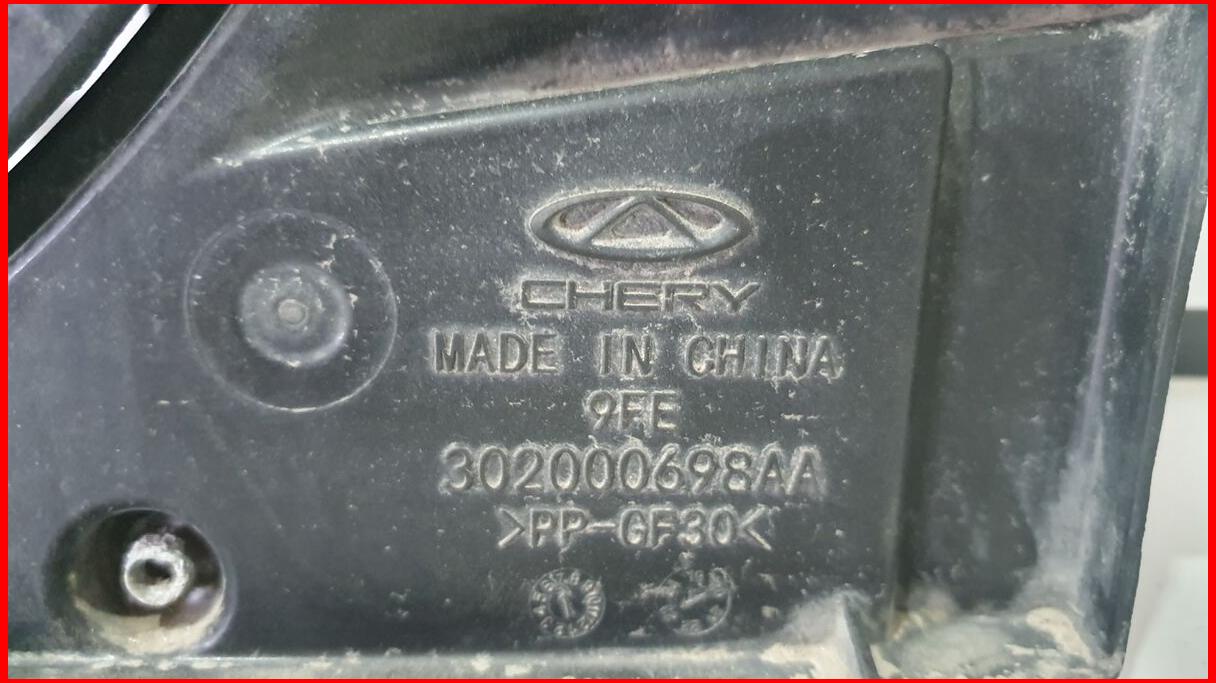 CHERY
MADE IN CHINA
9FE
302000698AA
>PP-GF30<